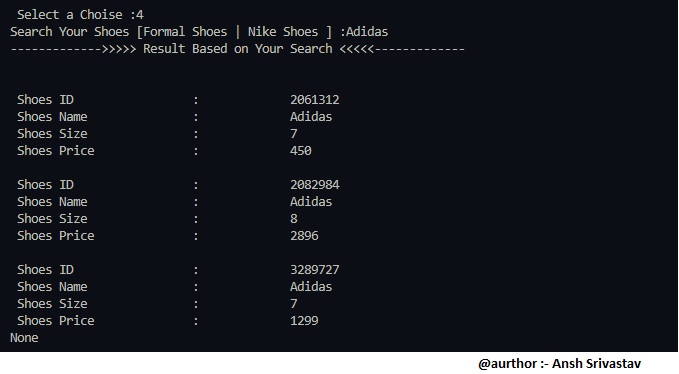 Select a Choise :4
Search Your Shoes [Formal Shoes | Nike Shoes ] :Adidas
------------->>>>> Result Based on Your Search <<<<<-------------
Shoes ID : 2061312
Shoes Name : Adidas
Shoes Size : 7
Shoes Price : 450
Shoes ID : 2082984
Shoes Name : Adidas
Shoes Size : 8
Shoes Price : 2896
Shoes ID : 3289727
Shoes Name : Adidas
Shoes Size : 7
Shoes Price : 1299
None
@aurthor :- Ansh Srivastav